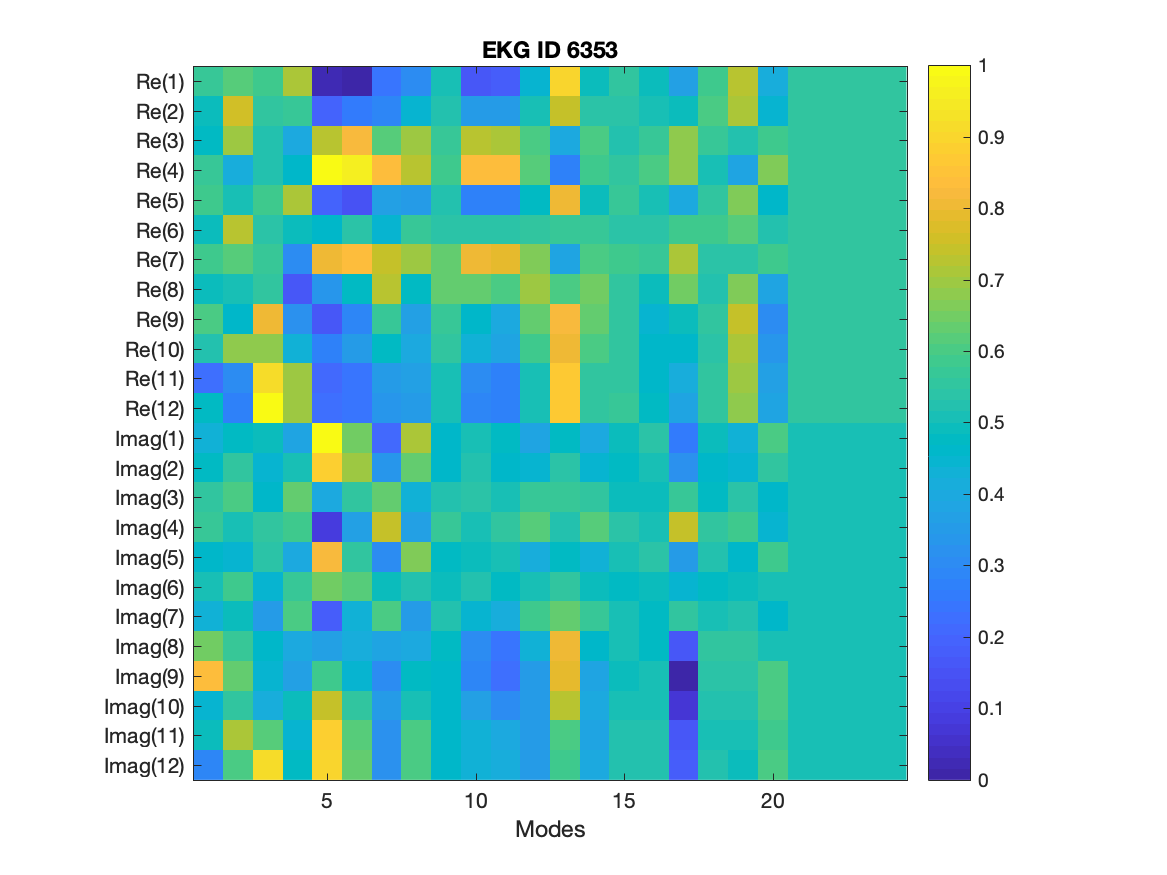 EKG ID 6353
Re(1)
Re(2)
Re(3)
Re(4)
Re(5)
Re(6)
Re(7)
Re(8)
Re(9)
Re(10)
Re(11)
Re(12)
Imag(1)
Imag(2)
Imag(3)
Imag(4)
Imag(5)
Imag(6)
Imag(7)
Imag(8)
Imag(9)
Imag(10)
Imag(11)
Imag(12)
5 10 15 20
Modes
1
0.9
0.8
0.7
0.6
0.5
0.4
0.3
0.2
0.1
0